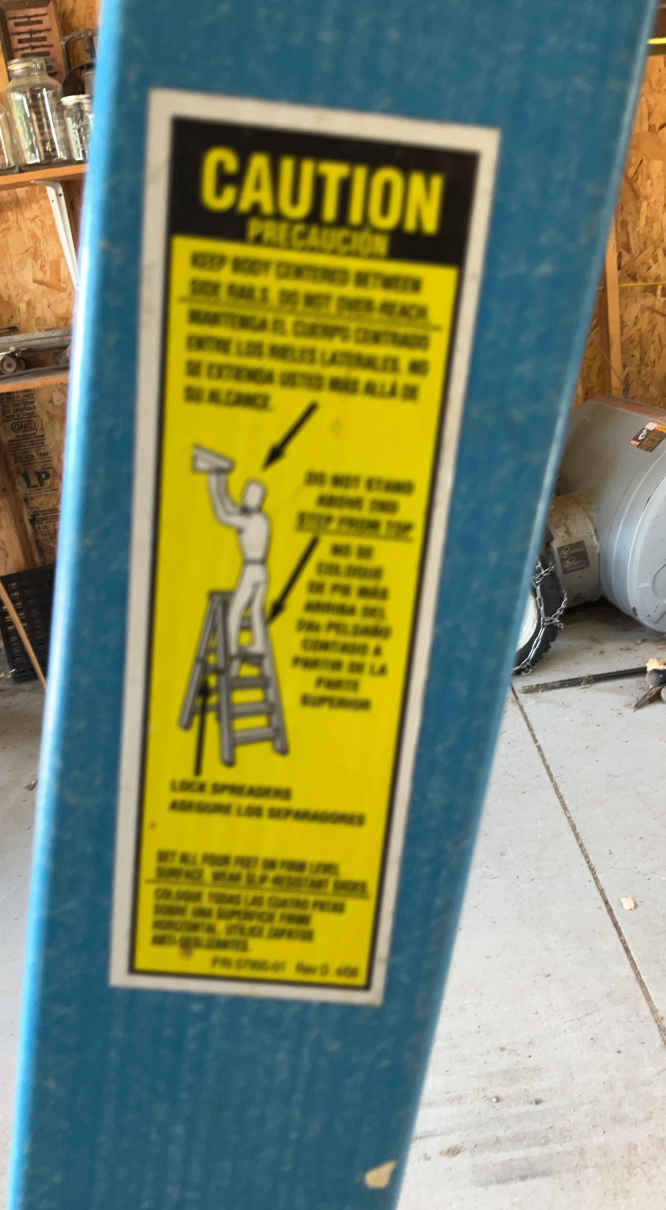 CAUTION
PRECAUCIÓN
KEEP BODY CENTERED BETWEEN
SIDE RAILS. DO NOT OVER-REACH.
MANTENGA EL CUERPO CENTRADO
ENTRE LOS RIELES LATERALES. NO
SE EXTIENDA USTED MÁS ALLÁ DE
SU ALCANCE.
DO NOT STAND
ABOVE 2ND
STEP FROM TOP
NO SE
COLOQUE
DE PIE MÁS
ARRIBA DEL
2do PELDAÑO
CONTADO A
PARTIR DE LA
PARTE
SUPERIOR
LOCK SPREADERS
ASEGURE LOS SEPARADORES
SET ALL FOUR FEET ON FIRM LEVEL
SURFACE. WEAR SLIP-RESISTANT SHOES.
COLOQUE TODAS LAS CUATRO PATAS
SOBRE UNA SUPERFICIE FIRME
HORIZONTAL. UTILICE ZAPATOS
ANTI-DESLIZANTES.
P/N Rev D
LP